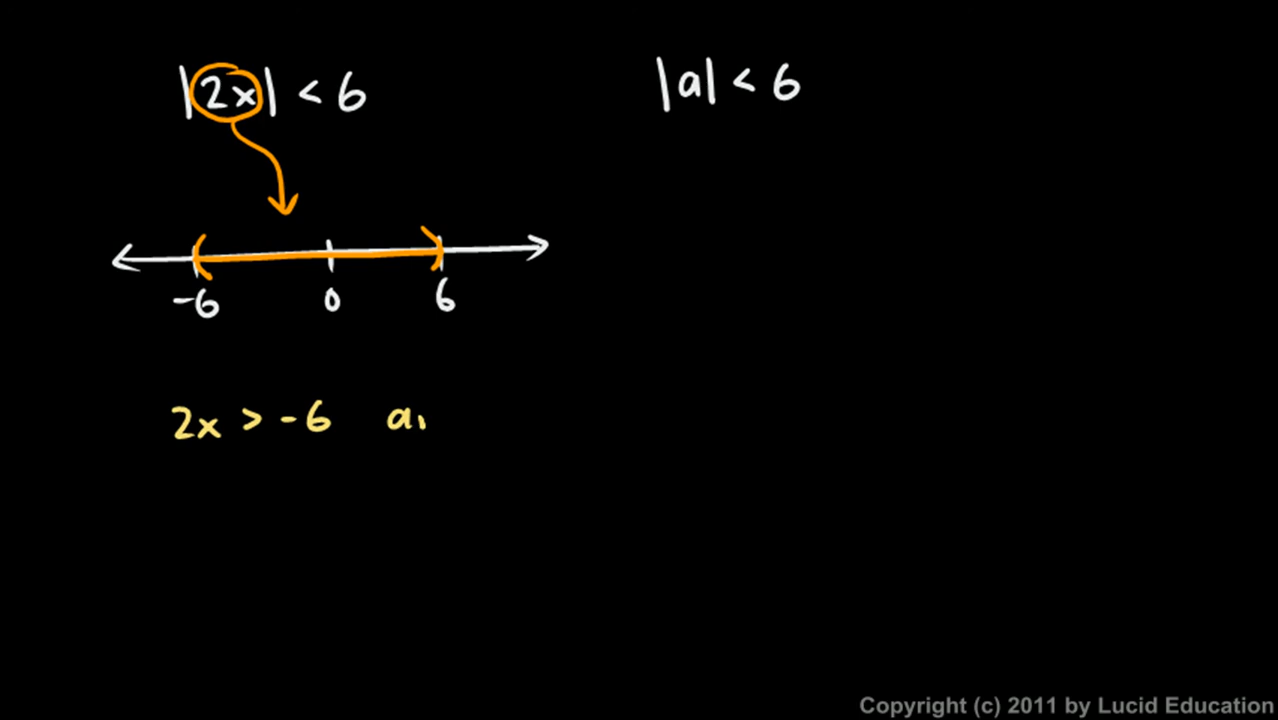 |2x| < 6
|a| < 6
-6 0 6
2x > -6
Copyright (c) 2011 by Lucid Education